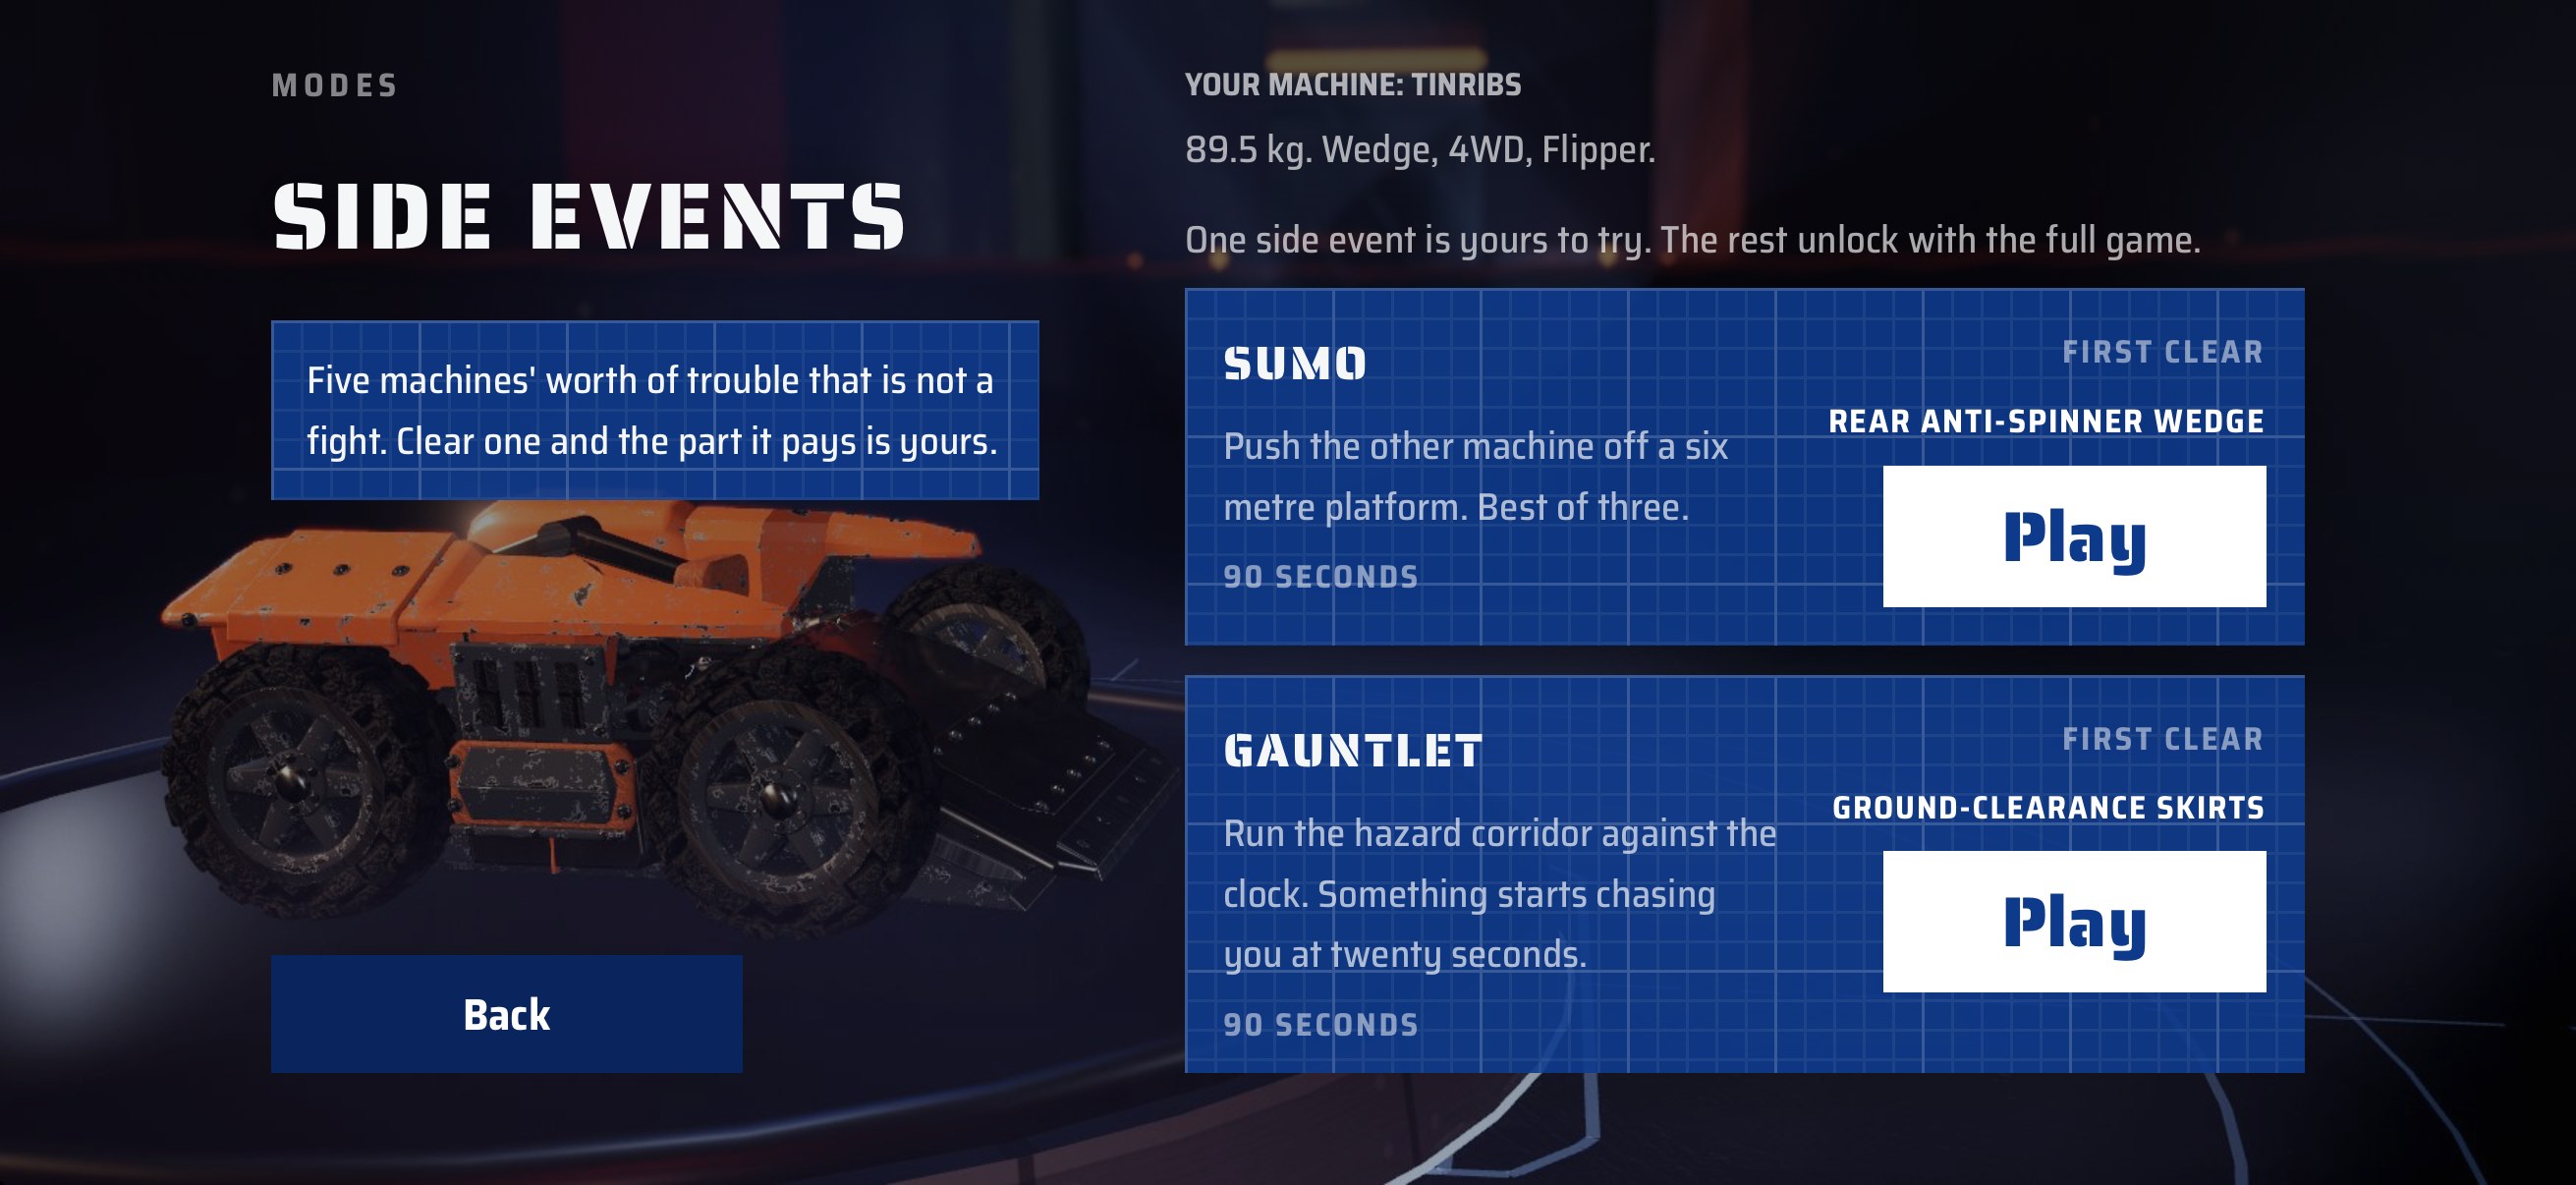 MODES
SIDE EVENTS
Five machines' worth of trouble that is not a
fight. Clear one and the part it pays is yours.
Back
YOUR MACHINE: TINRIBS
89.5 kg. Wedge, 4WD, Flipper.
One side event is yours to try. The rest unlock with the full game.
SUMO
Push the other machine off a six
metre platform. Best of three.
90 SECONDS
FIRST CLEAR
REAR ANTI-SPINNER WEDGE
Play
GAUNTLET
Run the hazard corridor against the
clock. Something starts chasing
you at twenty seconds.
90 SECONDS
FIRST CLEAR
GROUND-CLEARANCE SKIRTS
Play